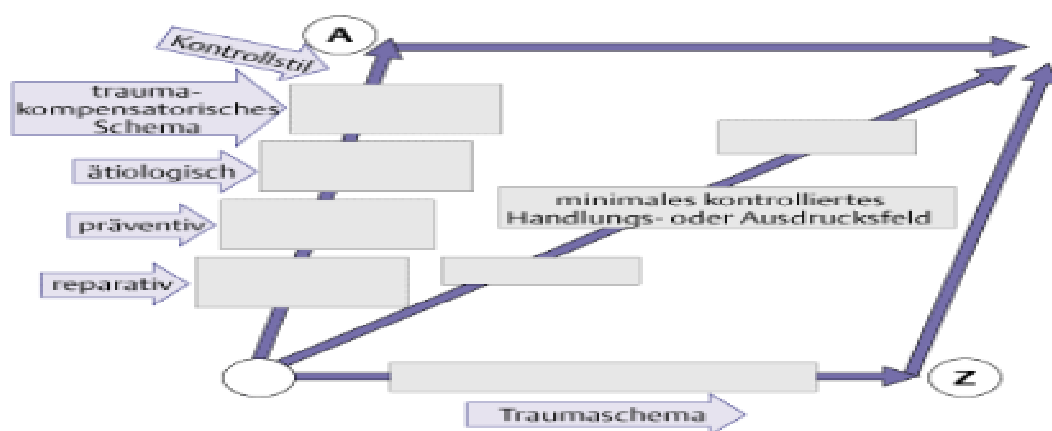 A
Kontrollstil
trauma-
kompensatorisches
Schema
ätiologisch
präventiv
reparativ
minimales kontrolliertes
Handlungs- oder Ausdrucksfeld
Z
Traumaschema